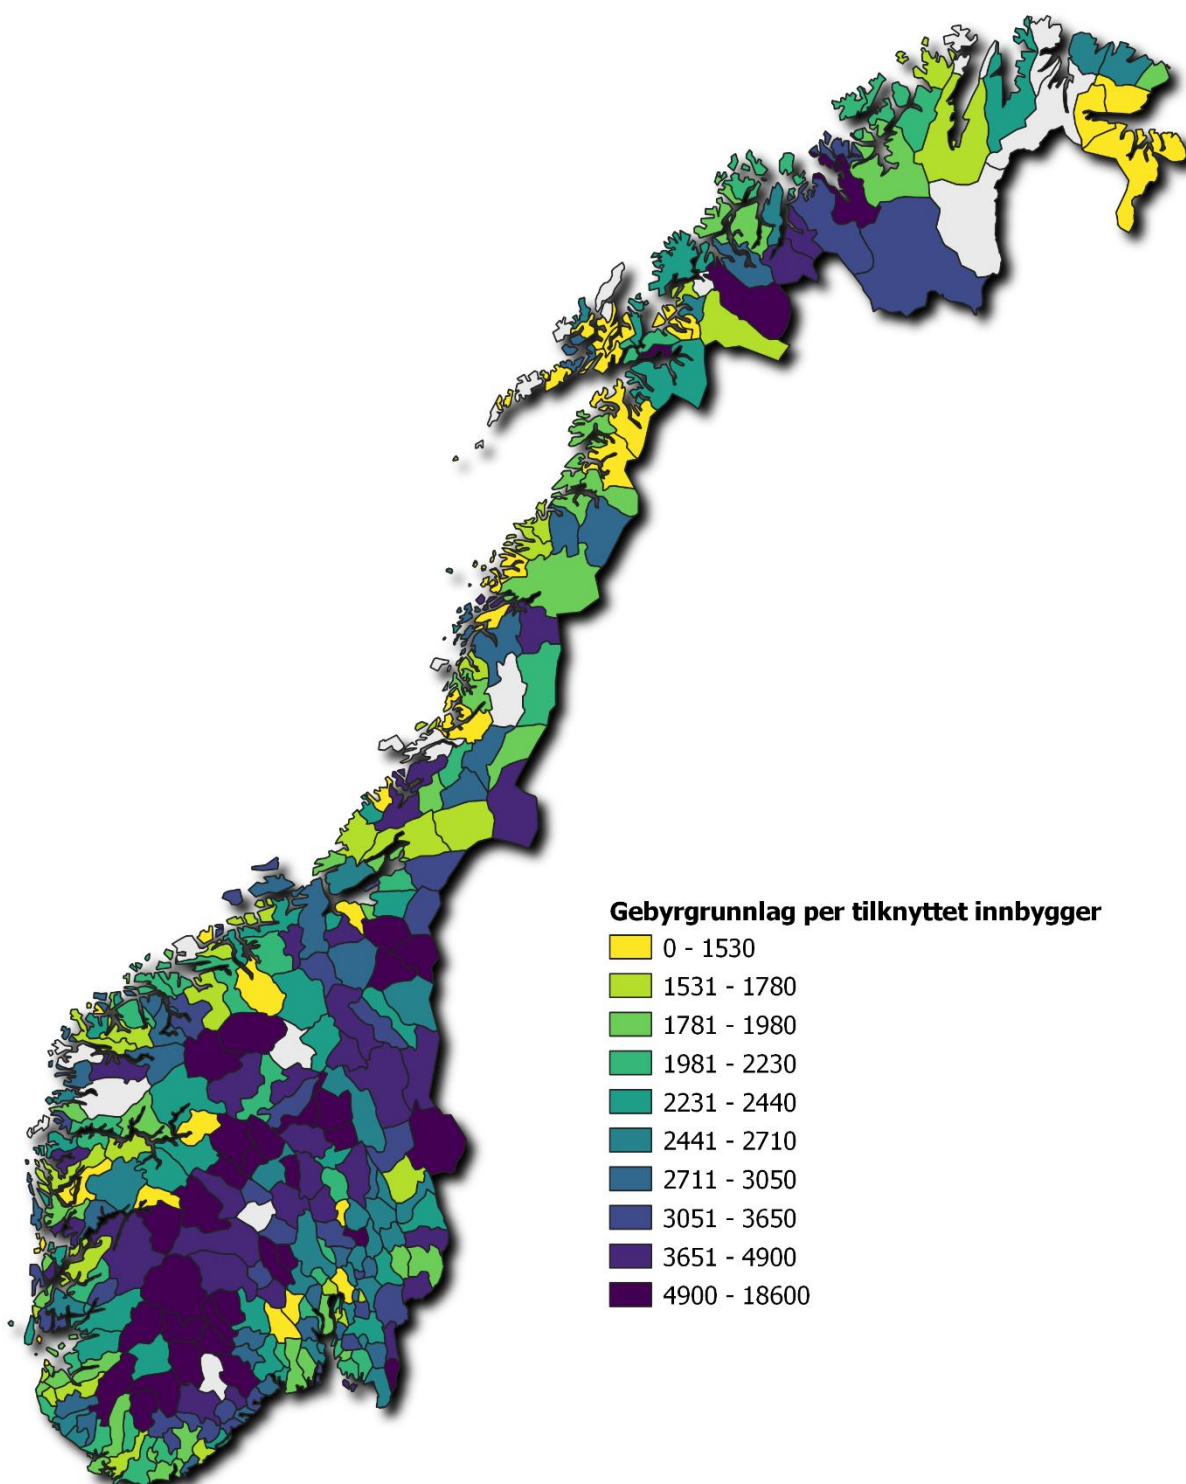 Gebyrgrunnlag per tilknyttet innbygger
0 - 1530
1531 - 1780
1781 - 1980
1981 - 2230
2231 - 2440
2441 - 2710
2711 - 3050
3051 - 3650
3651 - 4900
4900 - 18600